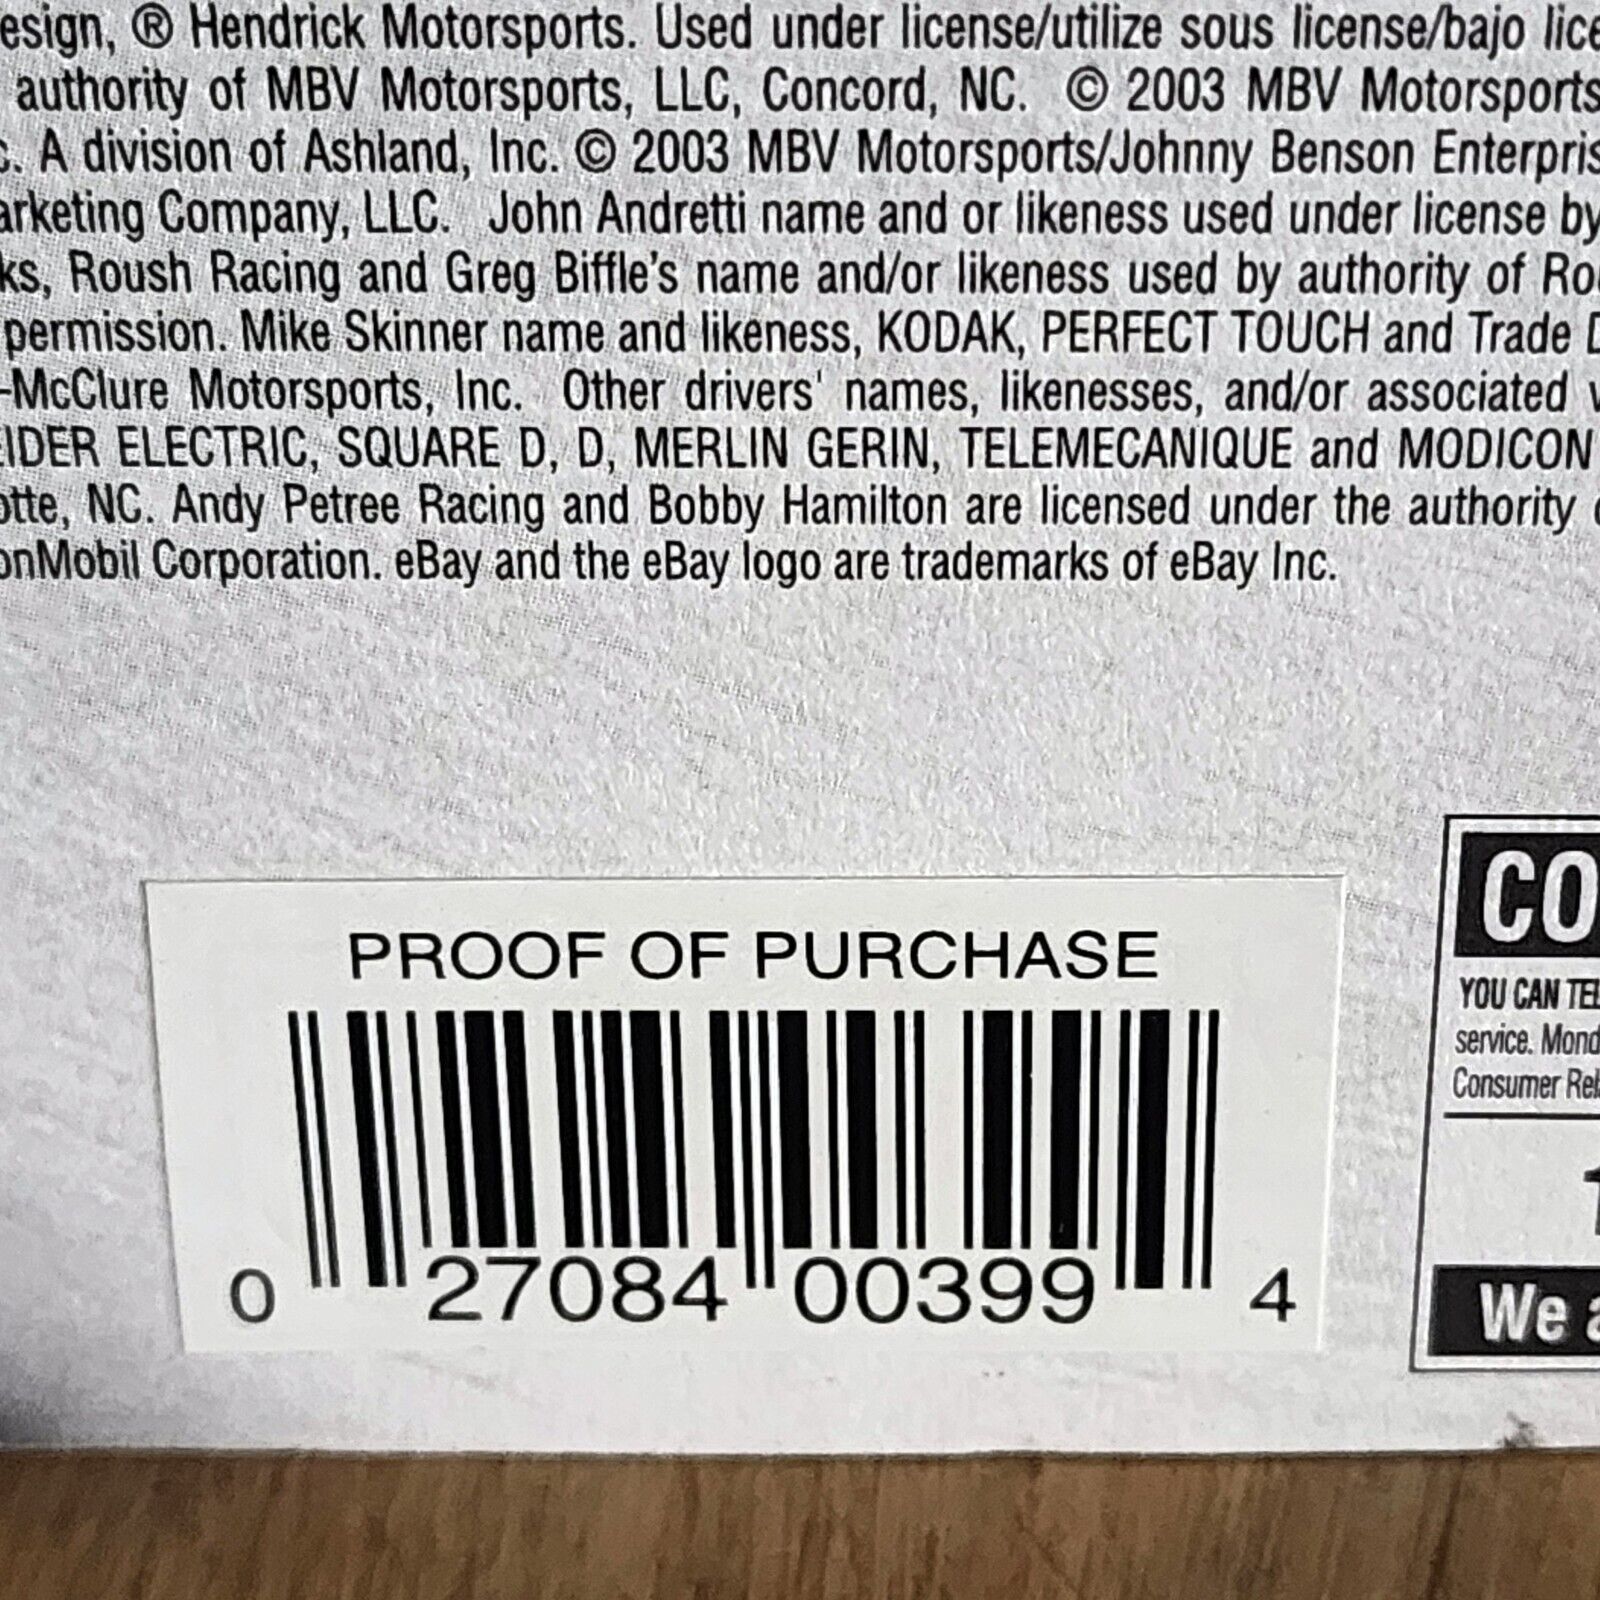 esign, ® Hendrick Motorsports. Used under license/utilize sous license/bajo lice
authority of MBV Motorsports, LLC, Concord, NC. © 2003 MBV Motorsports
c. A division of Ashland, Inc. © 2003 MBV Motorsports/Johnny Benson Enterpris
arketing Company, LLC. John Andretti name and or likeness used under license by
ks, Roush Racing and Greg Biffle's name and/or likeness used by authority of Rou
permission. Mike Skinner name and likeness, KODAK, PERFECT TOUCH and Trade D
-McClure Motorsports, Inc. Other drivers' names, likenesses, and/or associated v
EIDER ELECTRIC, SQUARE D, D, MERLIN GERIN, TELEMECANIQUE and MODICON
otte, NC. Andy Petree Racing and Bobby Hamilton are licensed under the authority o
onMobil Corporation. eBay and the eBay logo are trademarks of eBay Inc.
PROOF OF PURCHASE
0 27084 00399 4
CO
YOU CAN TEL
service. Mond
Consumer Rel
1
We a